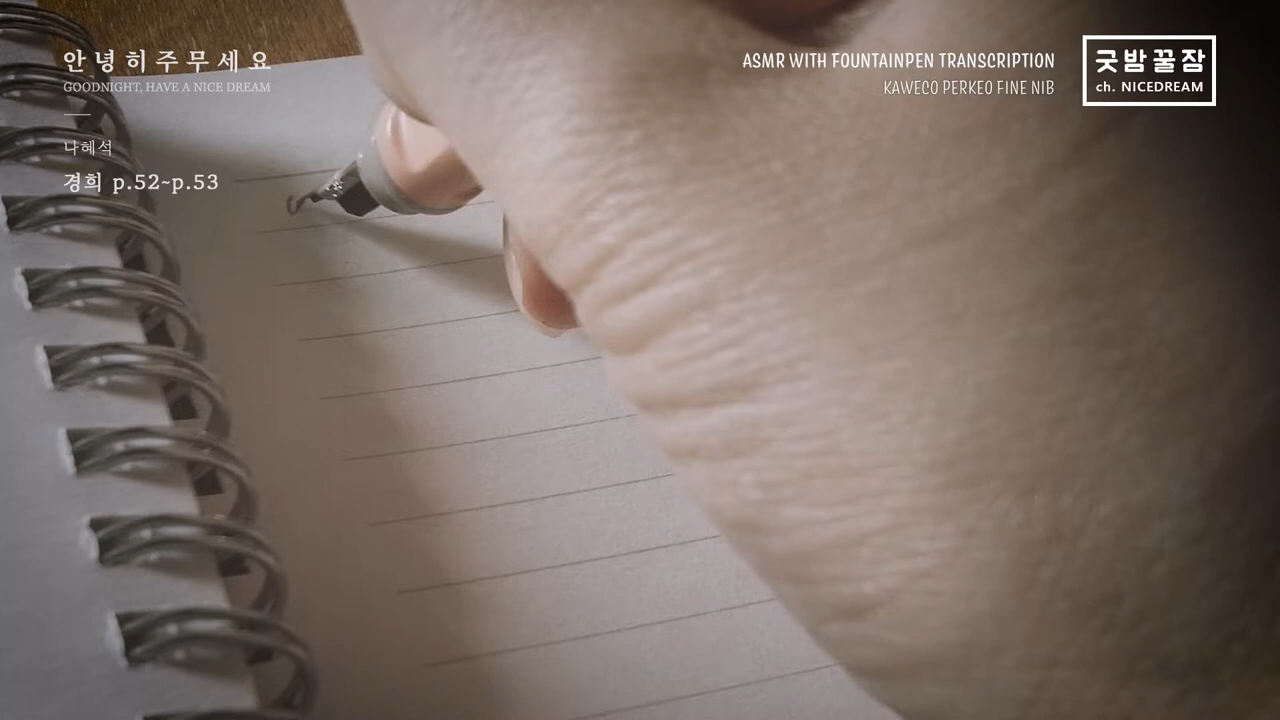 안녕히주무세요
GOODNIGHT, HAVE A NICE DREAM
나혜석
경희 p.52~p.53
ASMR WITH FOUNTAINPEN TRANSCRIPTION
KAWECO PERKEO FINE NIB
굿밤꿀잠
ch. NICEDREAM